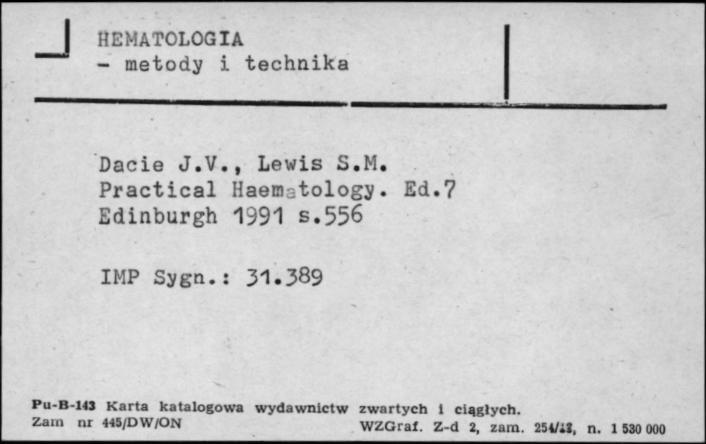 HEMATOLOGIA
- metody i technika
Dacie J.V., Lewis S.M.
Practical Haematology. Ed.7
Edinburgh 1991 s.556
IMP Sygn.: 31.389
Pu-B-143 Karta katalogowa wydawnictw zwartych i ciągłych.
Zam nr 445/DW/ON
WZGraf. Z-d 2, zam. n. 1 530 000